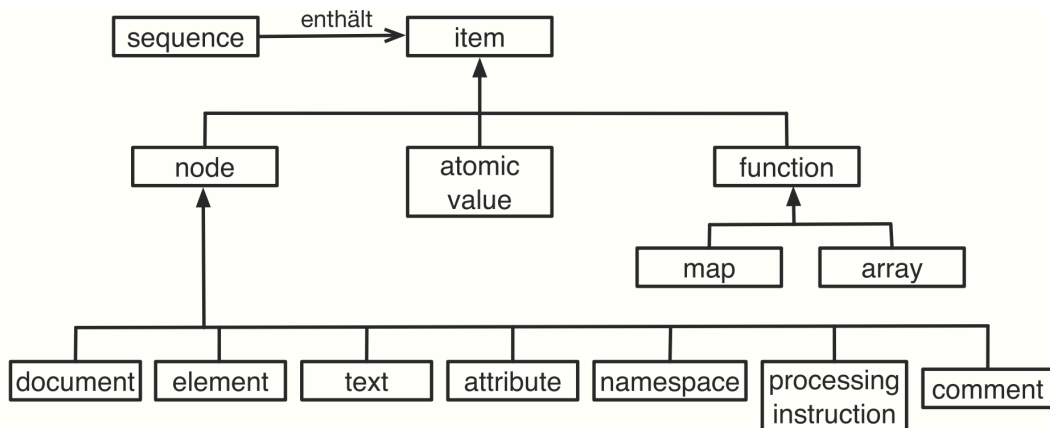 enthält
sequence
item
node
atomic
value
function
map
array
document
element
text
attribute
namespace
processing
instruction
comment